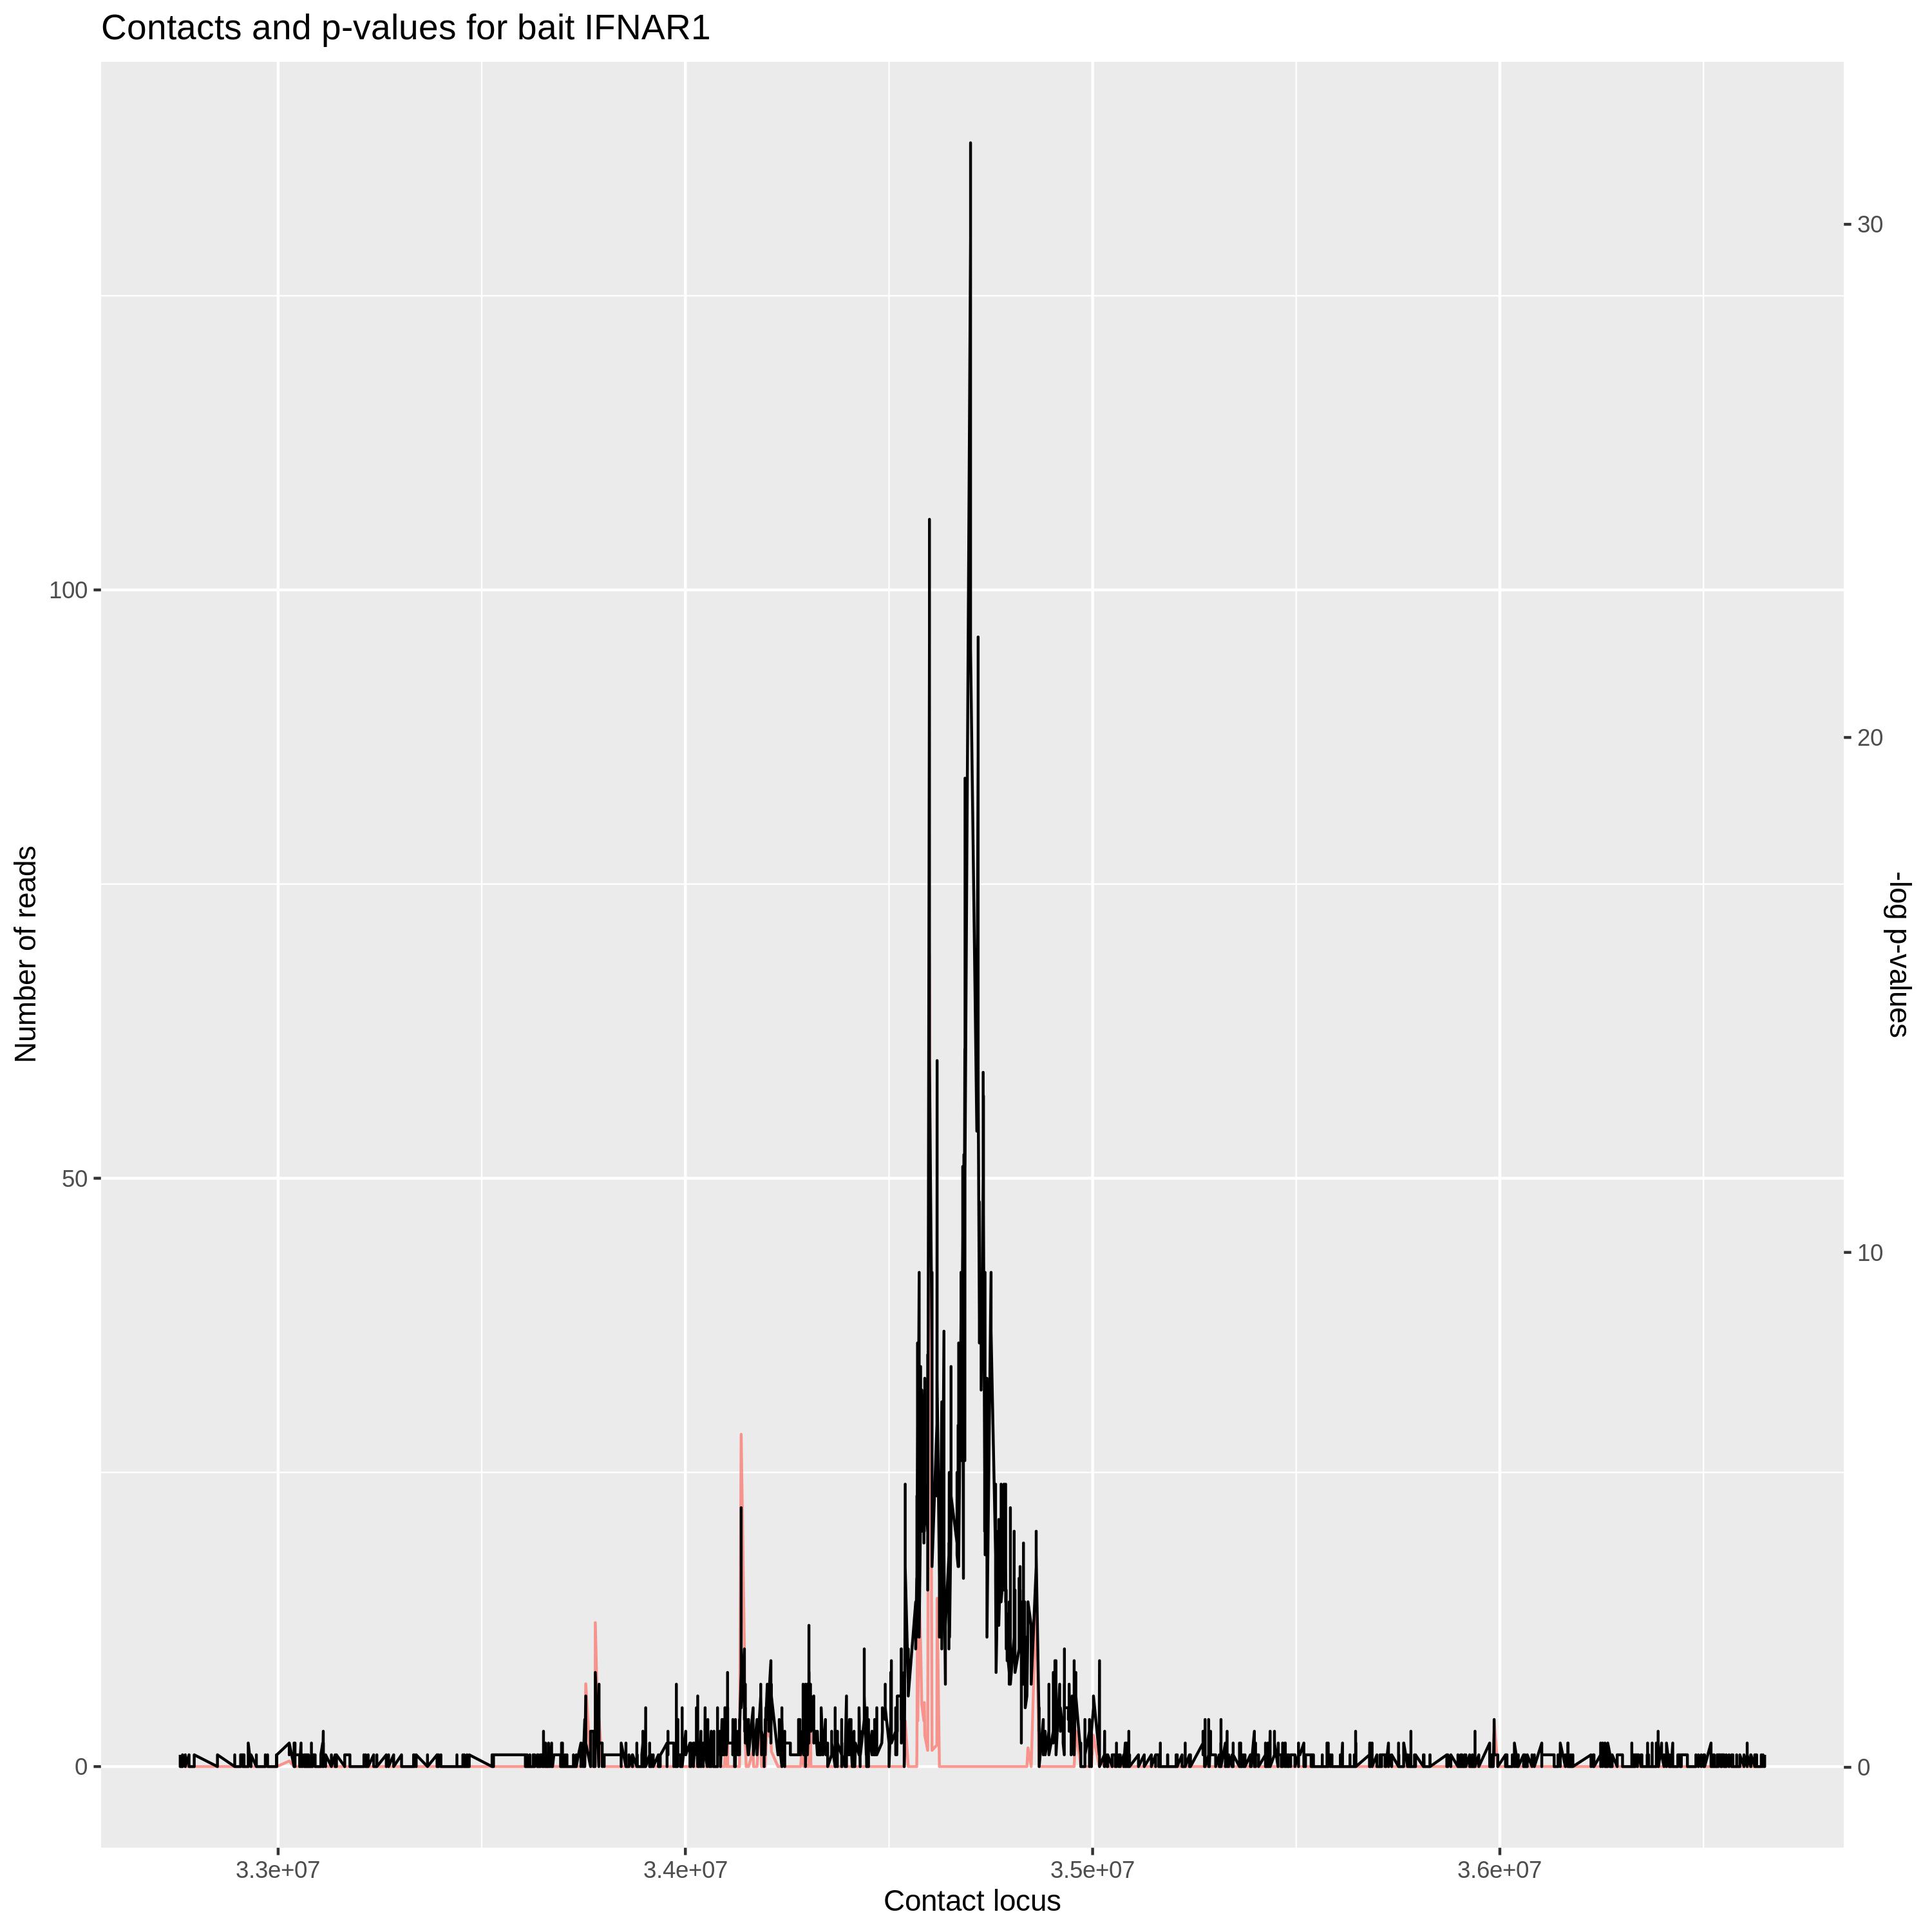 Contacts and p-values for bait IFNAR1
Number of reads
100
50
0
30
20
10
0
-log p-values
3.3e+07
3.4e+07
3.5e+07
3.6e+07
Contact locus